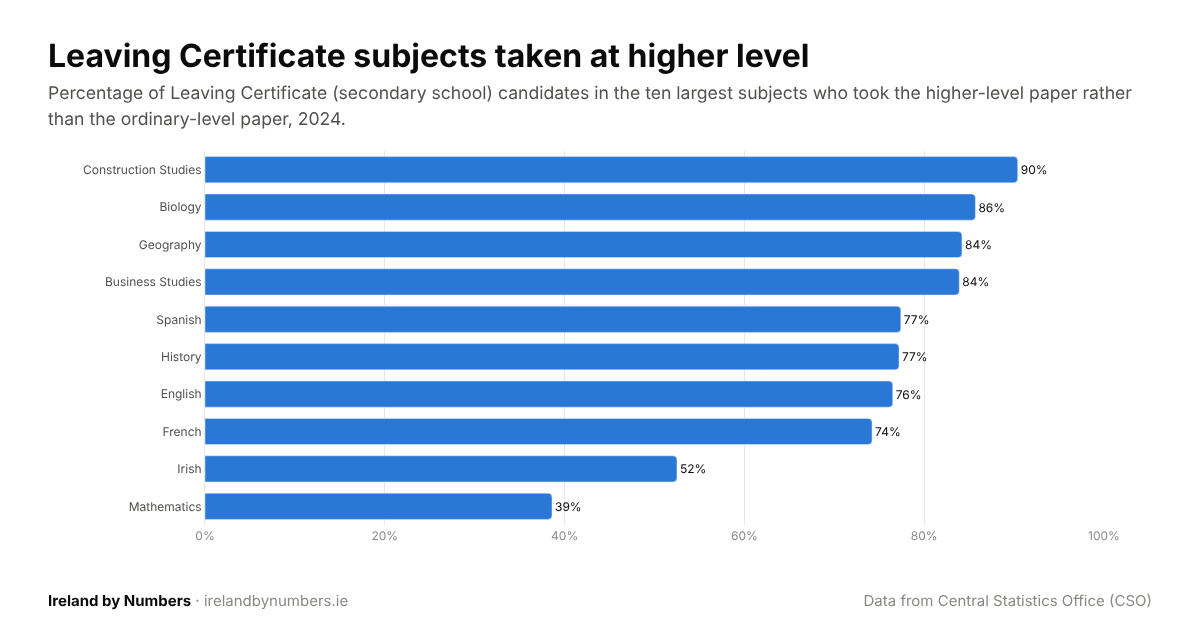 Leaving Certificate subjects taken at higher level
Percentage of Leaving Certificate (secondary school) candidates in the ten largest subjects who took the higher-level paper rather
than the ordinary-level paper, 2024.
Construction Studies 90%
Biology 86%
Geography 84%
Business Studies 84%
Spanish 77%
History 77%
English 76%
French 74%
Irish 52%
Mathematics 39%
0% 20% 40% 60% 80% 100%
Ireland by Numbers · irelandbynumbers.ie Data from Central Statistics Office (CSO)